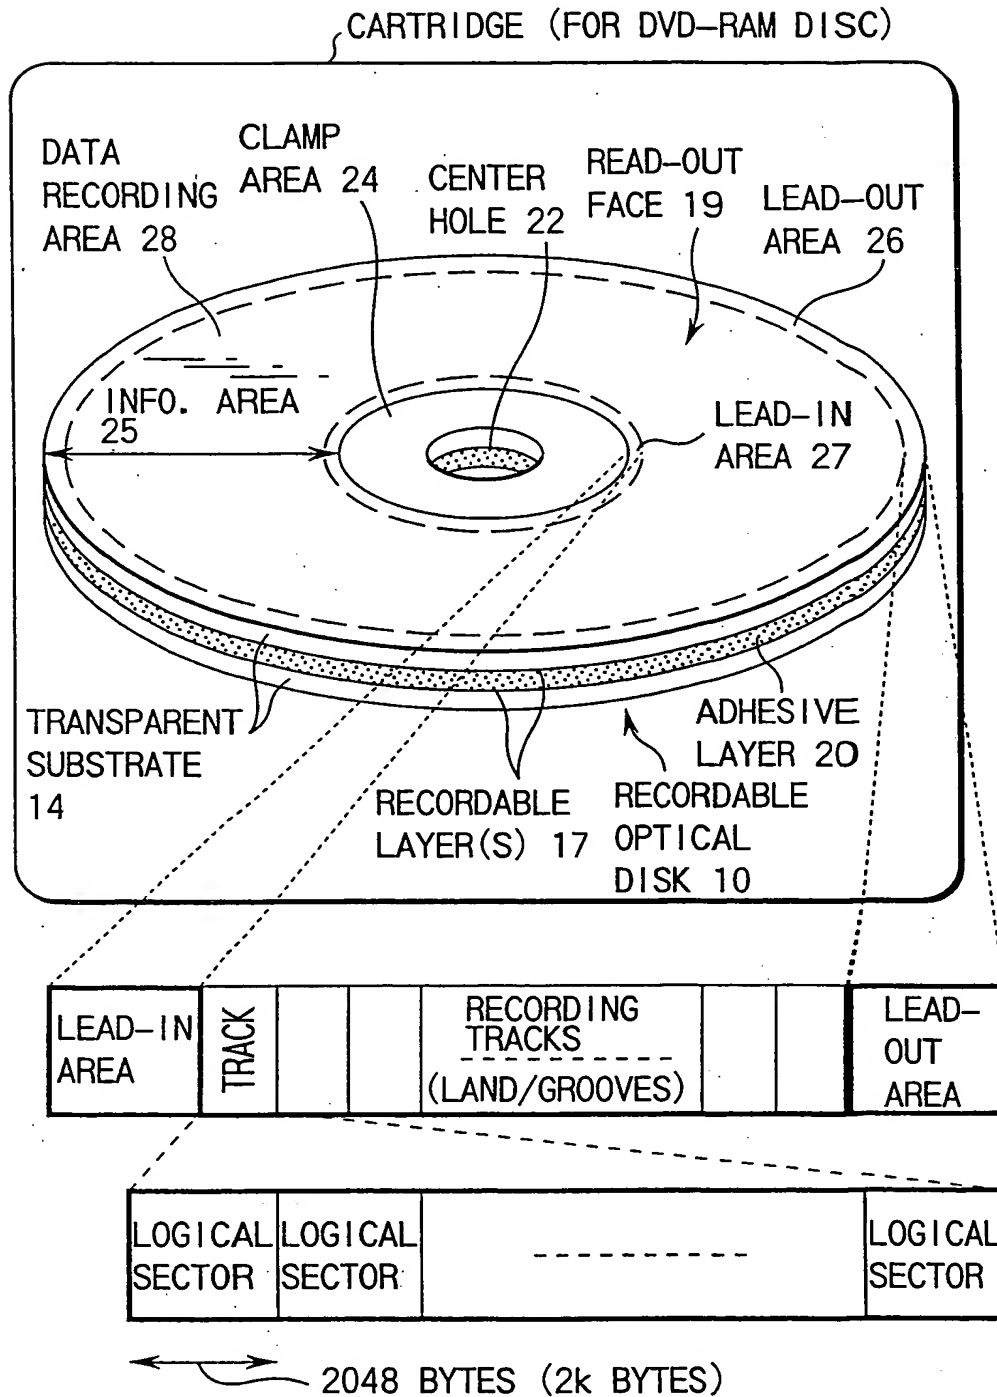 CARTRIDGE (FOR DVD-RAM DISC)
DATA
RECORDING
AREA 28
CLAMP
AREA 24
CENTER
HOLE 22
READ-OUT
FACE 19
LEAD-OUT
AREA 26
INFO. AREA
25
LEAD-IN
AREA 27
TRANSPARENT
SUBSTRATE
14
RECORDABLE
LAYER(S) 17
ADHESIVE
LAYER 20
RECORDABLE
OPTICAL
DISK 10
LEAD-IN
AREA
TRACK
RECORDING
TRACKS
(LAND/GROOVES)
LEAD-
OUT
AREA
LOGICAL
SECTOR
LOGICAL
SECTOR
LOGICAL
SECTOR
2048 BYTES (2k BYTES)